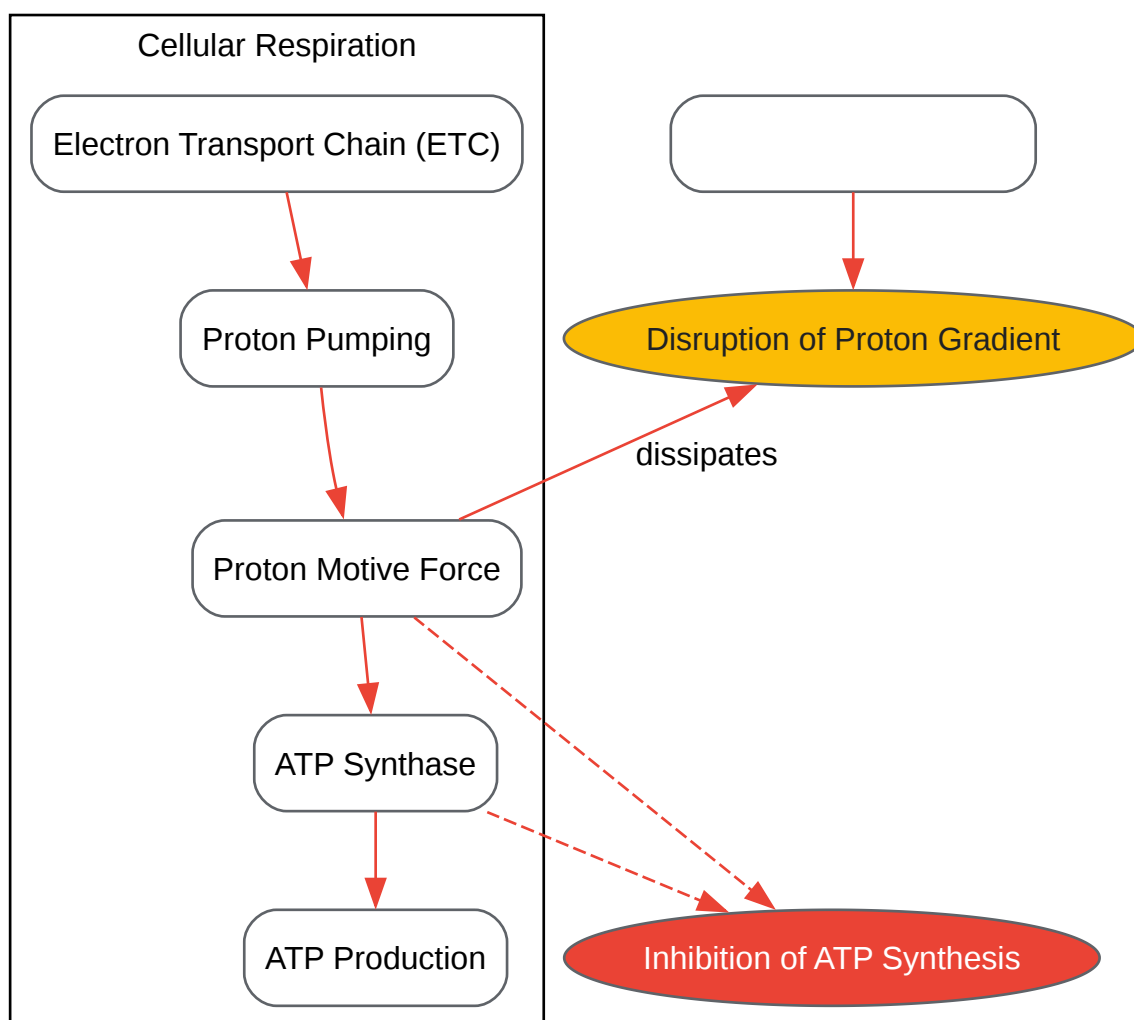 Cellular Respiration
Electron Transport Chain (ETC)
Proton Pumping
Disruption of Proton Gradient
dissipates
Proton Motive Force
ATP Synthase
ATP Production
Inhibition of ATP Synthesis